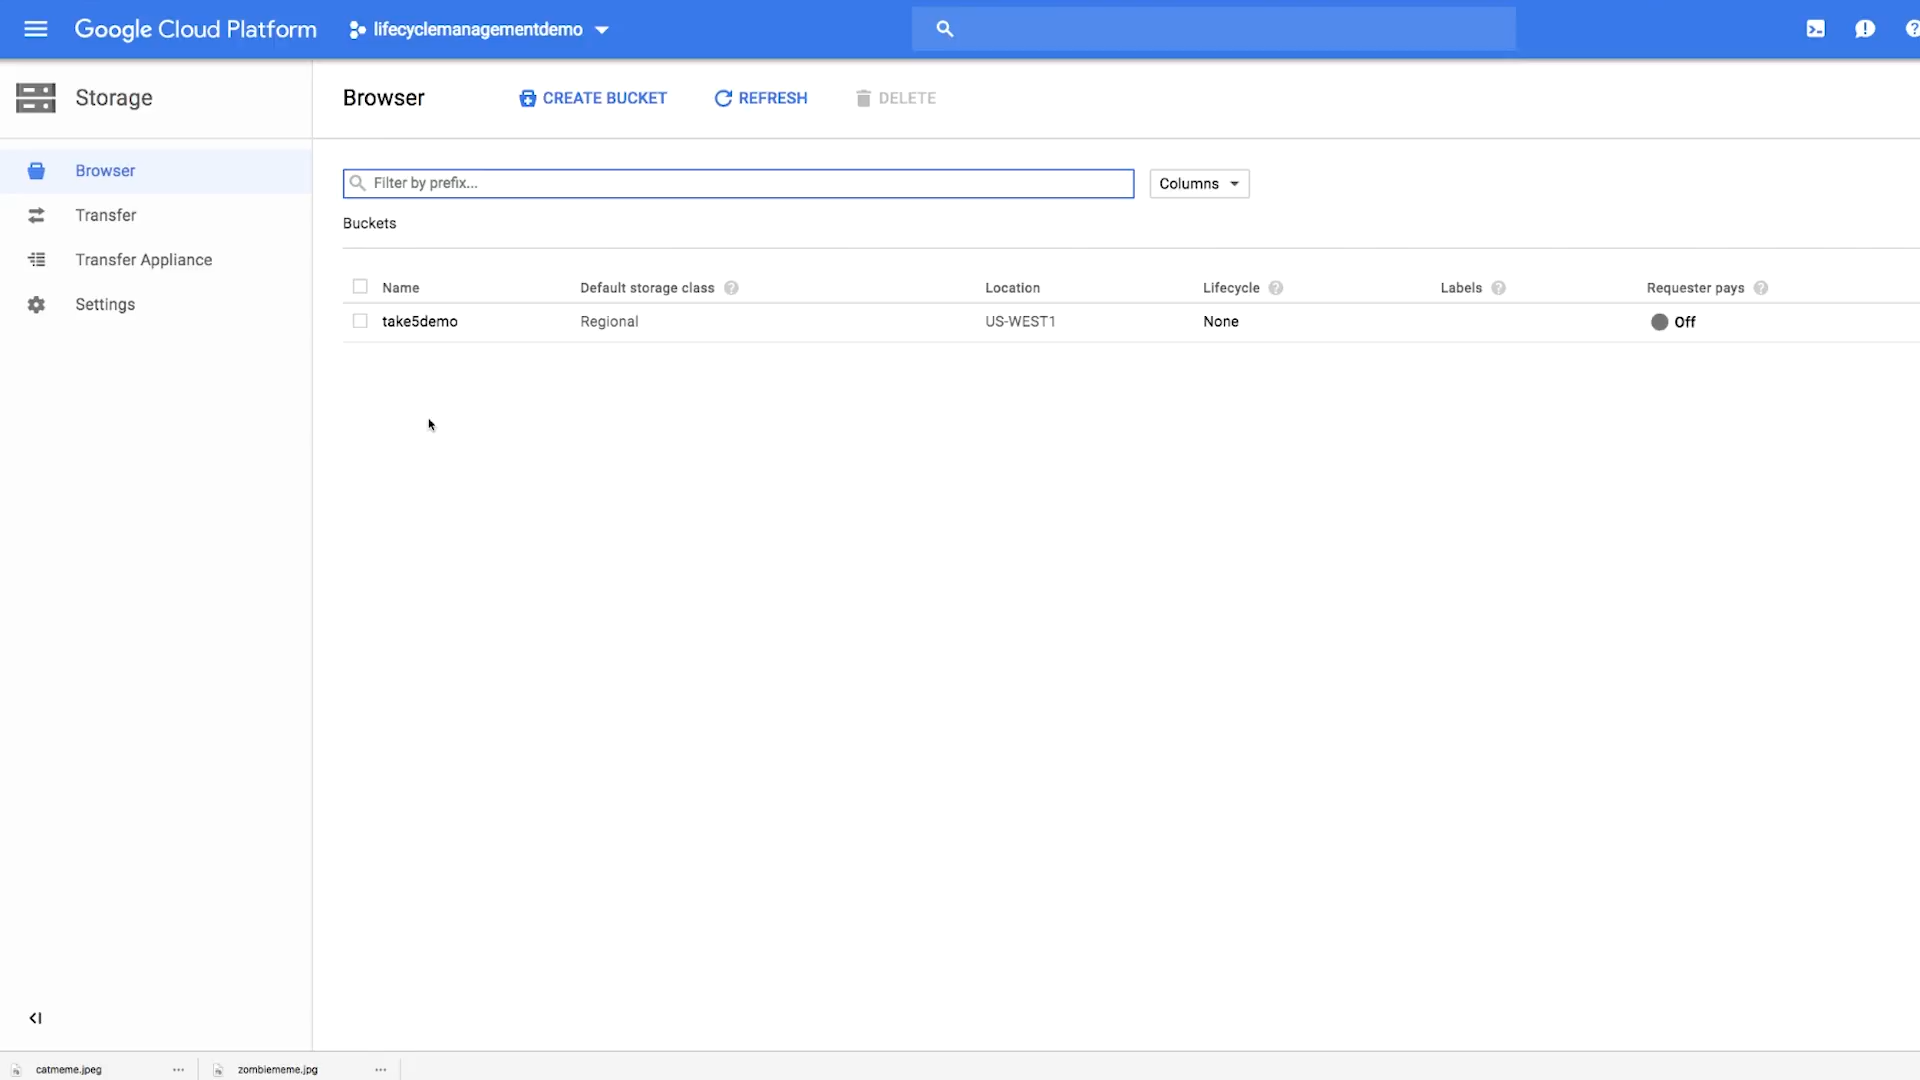 Google Cloud Platform
lifecyclemanagementdemo
Storage
Browser
CREATE BUCKET
REFRESH
DELETE
Browser
Transfer
Transfer Appliance
Settings
Filter by prefix...
Columns
Buckets
Name Default storage class Location Lifecycle Labels Requester pays
take5demo Regional US-WEST1 None Off
catmeme.jpeg
zombiememe.jpg